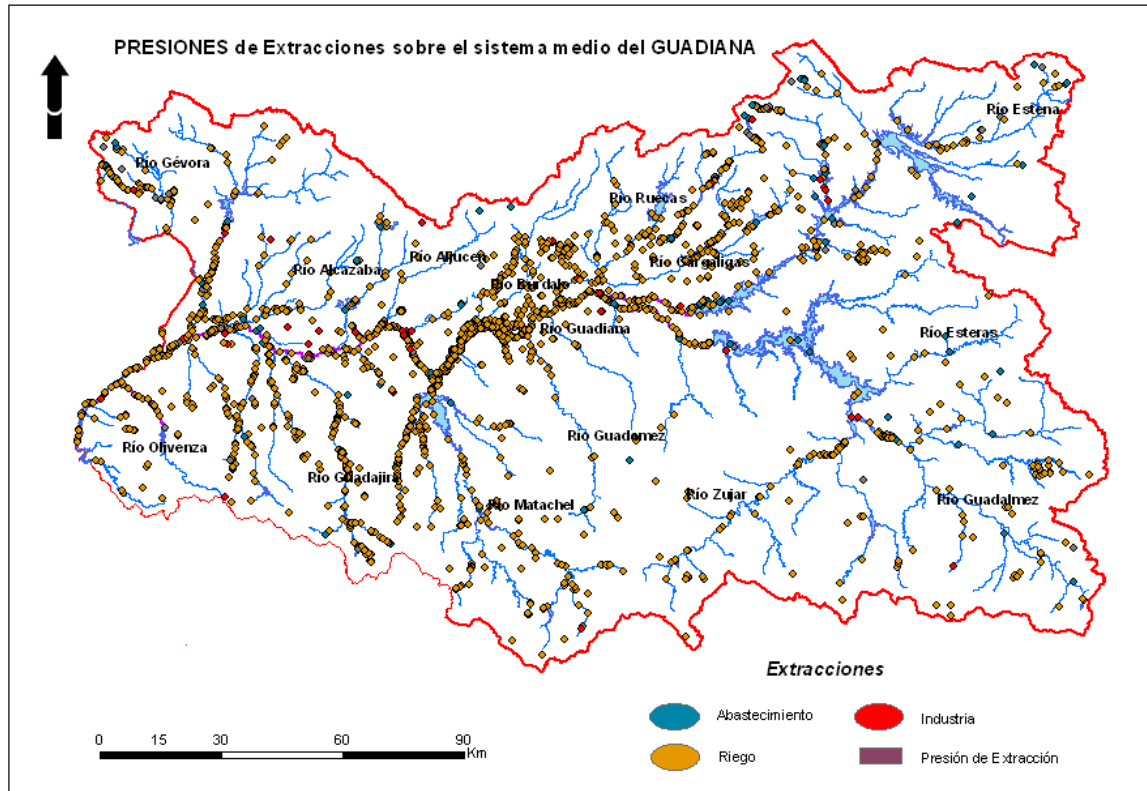 PRESIONES de Extracciones sobre el sistema medio del GUADIANA
Río Estena
Río Gévora
Río Ruecas
Río Aljucen
Río Gargaligas
Río Alcazaba
Río Burdalo
Río Guadiana
Río Esteras
Río Guadamez
Río Olivenza
Río Guadajira
Río Matachel
Río Zujar
Río Guadalmez
Extracciones
Abastecimiento
Industria
Riego
Presión de Extracción
0 15 30 60 90
Km